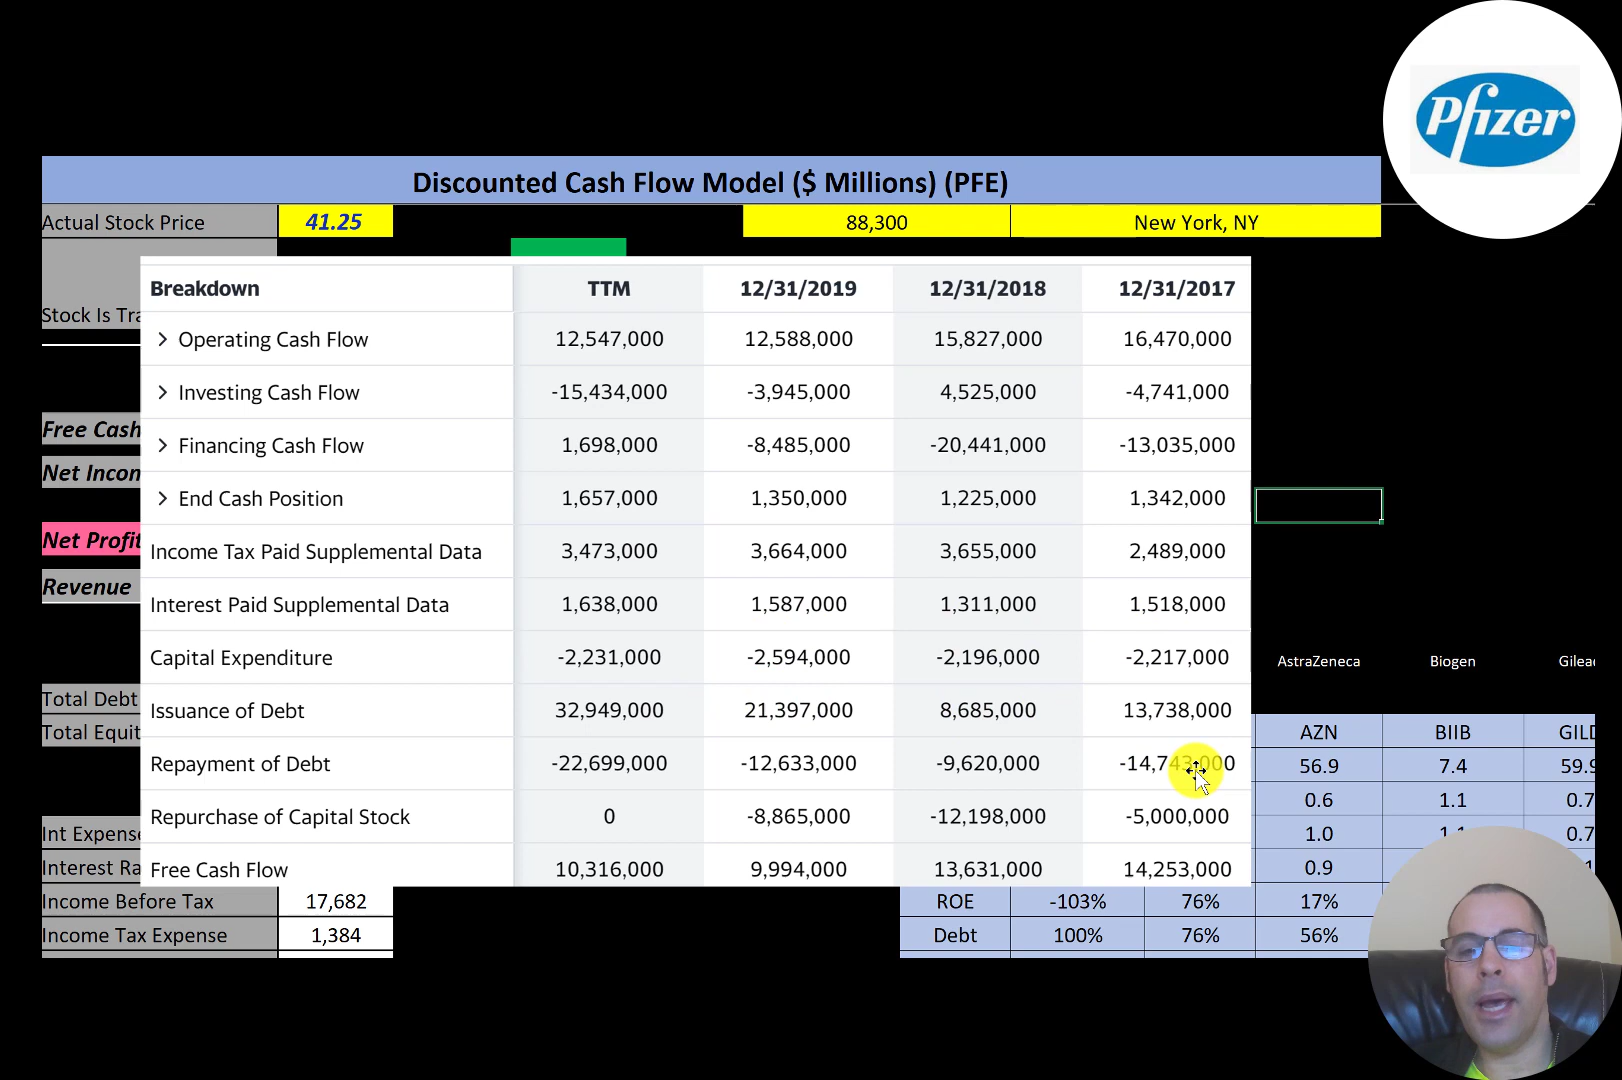 Pfizer
Discounted Cash Flow Model ($ Millions) (PFE)
Actual Stock Price 41.25 88,300 New York, NY
Stock Is
Breakdown TTM 12/31/2019 12/31/2018 12/31/2017
Operating Cash Flow 12,547,000 12,588,000 15,827,000 16,470,000
Investing Cash Flow -15,434,000 -3,945,000 4,525,000 -4,741,000
Free Cash
Financing Cash Flow 1,698,000 -8,485,000 -20,441,000 -13,035,000
Net
End Cash Position 1,657,000 1,350,000 1,225,000 1,342,000
Net Profit
Income Tax Paid Supplemental Data 3,473,000 3,664,000 3,655,000 2,489,000
Revenue
Interest Paid Supplemental Data 1,638,000 1,587,000 1,311,000 1,518,000
Capital Expenditure -2,231,000 -2,594,000 -2,196,000 -2,217,000
AstraZeneca Biogen
Total Debt
Issuance of Debt 32,949,000 21,397,000 8,685,000 13,738,000
Total AZN BIIB
Repayment of Debt -22,699,000 -12,633,000 -9,620,000 -14,743,000
56.9 7.4
0.6 1.1
Repurchase of Capital Stock 0 -8,865,000 -12,198,000 -5,000,000
Int 1.0
Interest 0.9
Free Cash Flow 10,316,000 9,994,000 13,631,000 14,253,000
Income Before Tax 17,682 ROE -103% 76% 17%
Income Tax Expense 1,384 Debt 100% 76% 56%